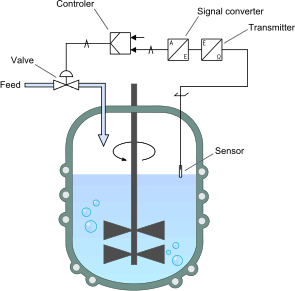 Controler
Signal converter
Transmitter
A
E
E
Ω
Valve
Feed
Sensor